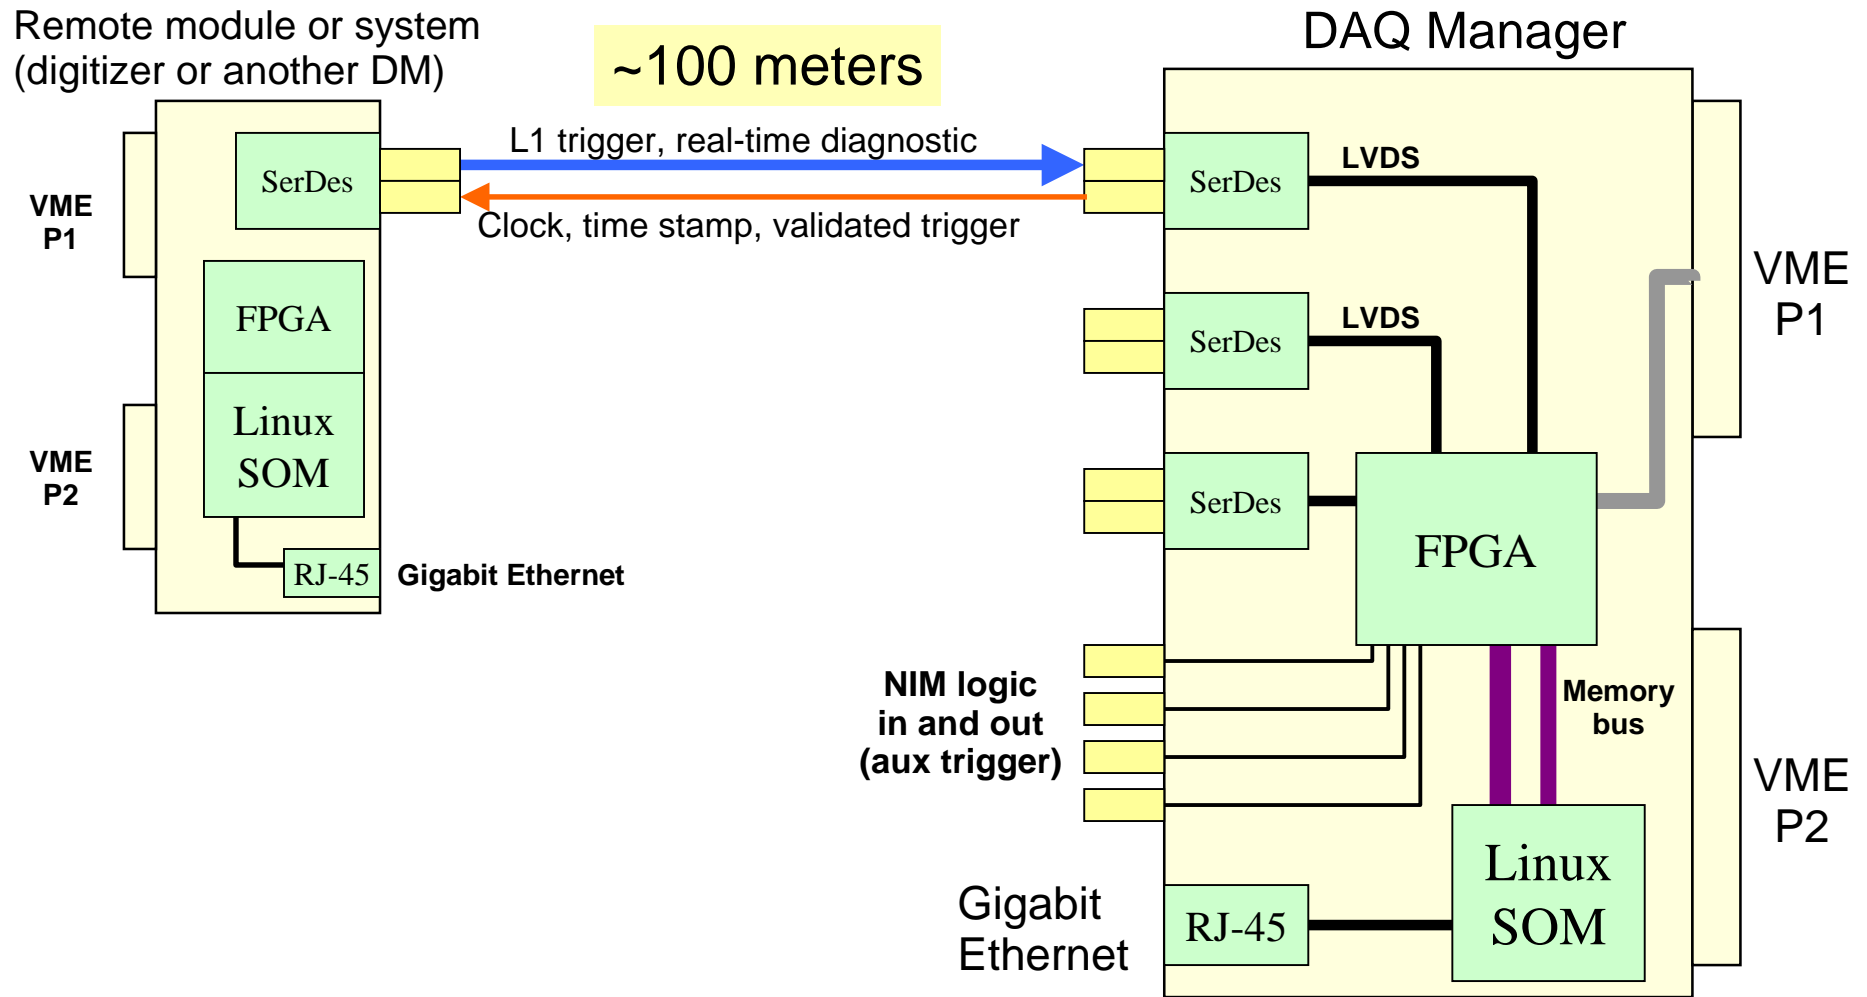 Remote module or system
(digitizer or another DM)
~100 meters
DAQ Manager
L1 trigger, real-time diagnostic
Clock, time stamp, validated trigger
VME
P1
SerDes
FPGA
Linux
SOM
VME
P2
RJ-45
Gigabit Ethernet
SerDes
LVDS
SerDes
LVDS
SerDes
FPGA
VME
P1
NIM logic
in and out
(aux trigger)
Memory
bus
VME
P2
Gigabit
Ethernet
RJ-45
Linux
SOM